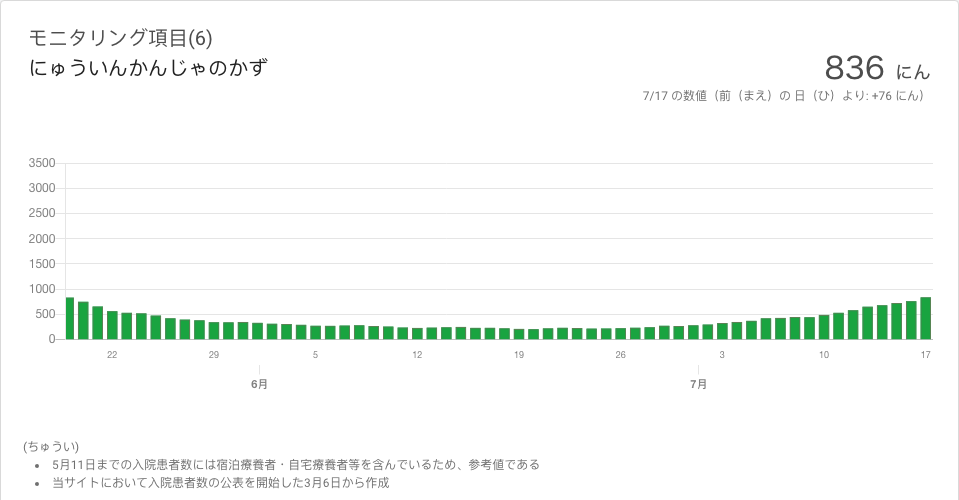 モニタリング項目(6)
にゅういんかんじゃのかず
836 にん
7/17 の数値（前（まえ）の 日（ひ）より: +76 にん）
3500
3000
2500
2000
1500
1000
500
0
22 29 5 12 19 26 3 10 17
6月 7月
(ちゅうい)
• 5月11日までの入院患者数には宿泊療養者・自宅療養者等を含んでいるため、参考値である
• 当サイトにおいて入院患者数の公表を開始した3月6日から作成